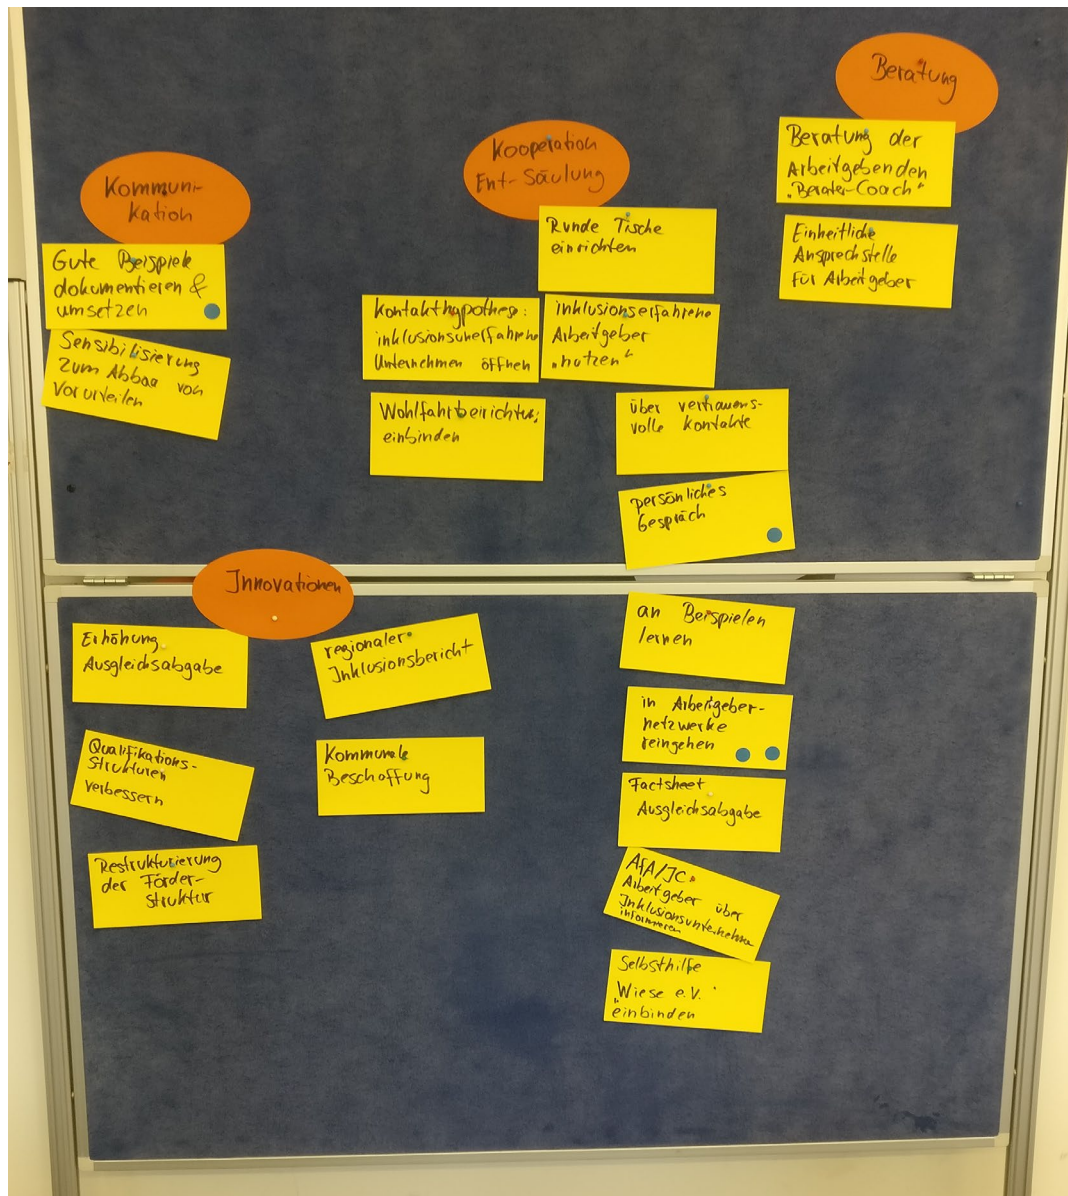 Beratung
Beratung der
Arbeitgebenden
"Berater-Coach"
Einheitliche
Ansprechstelle
für Arbeitgeber
Kooperation
Ent-Säulung
Runde Tische
einrichten
Kontakthypothese:
inklusionsunerfahrene
Unternehmen öffnen
inklusionserfahrene
Arbeitgeber
"nutzen"
Wohlfahrtseinrichtu;
einbinden
über vertrauens-
volle Kontakte
persönliches
Gespräch
an Beispielen
lernen
in Arbeitgeber-
netzwerke
reingehen
Factsheet
Ausgleichsabgabe
AfA/JC:
Arbeitgeber über
Inklusionsunternehmen
informieren
Selbsthilfe
"Wiese e.V."
einbinden
Kommuni-
kation
Gute Beispiele
dokumentieren &
umsetzen
Sensibilisierung
zum Abbau von
Vorurteilen
Innovationen
Erhöhung
Ausgleichsabgabe
Qualifikations-
strukturen
verbessern
Restrukturierung
der Förder-
struktur
regionaler
Inklusionsbericht
Kommunale
Beschaffung